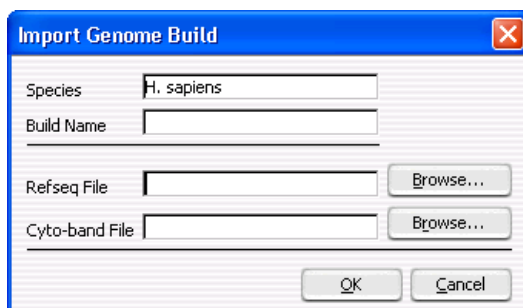 Import Genome Build
Species H. sapiens
Build Name
Refseq File Browse...
Cyto-band File Browse...
OK Cancel